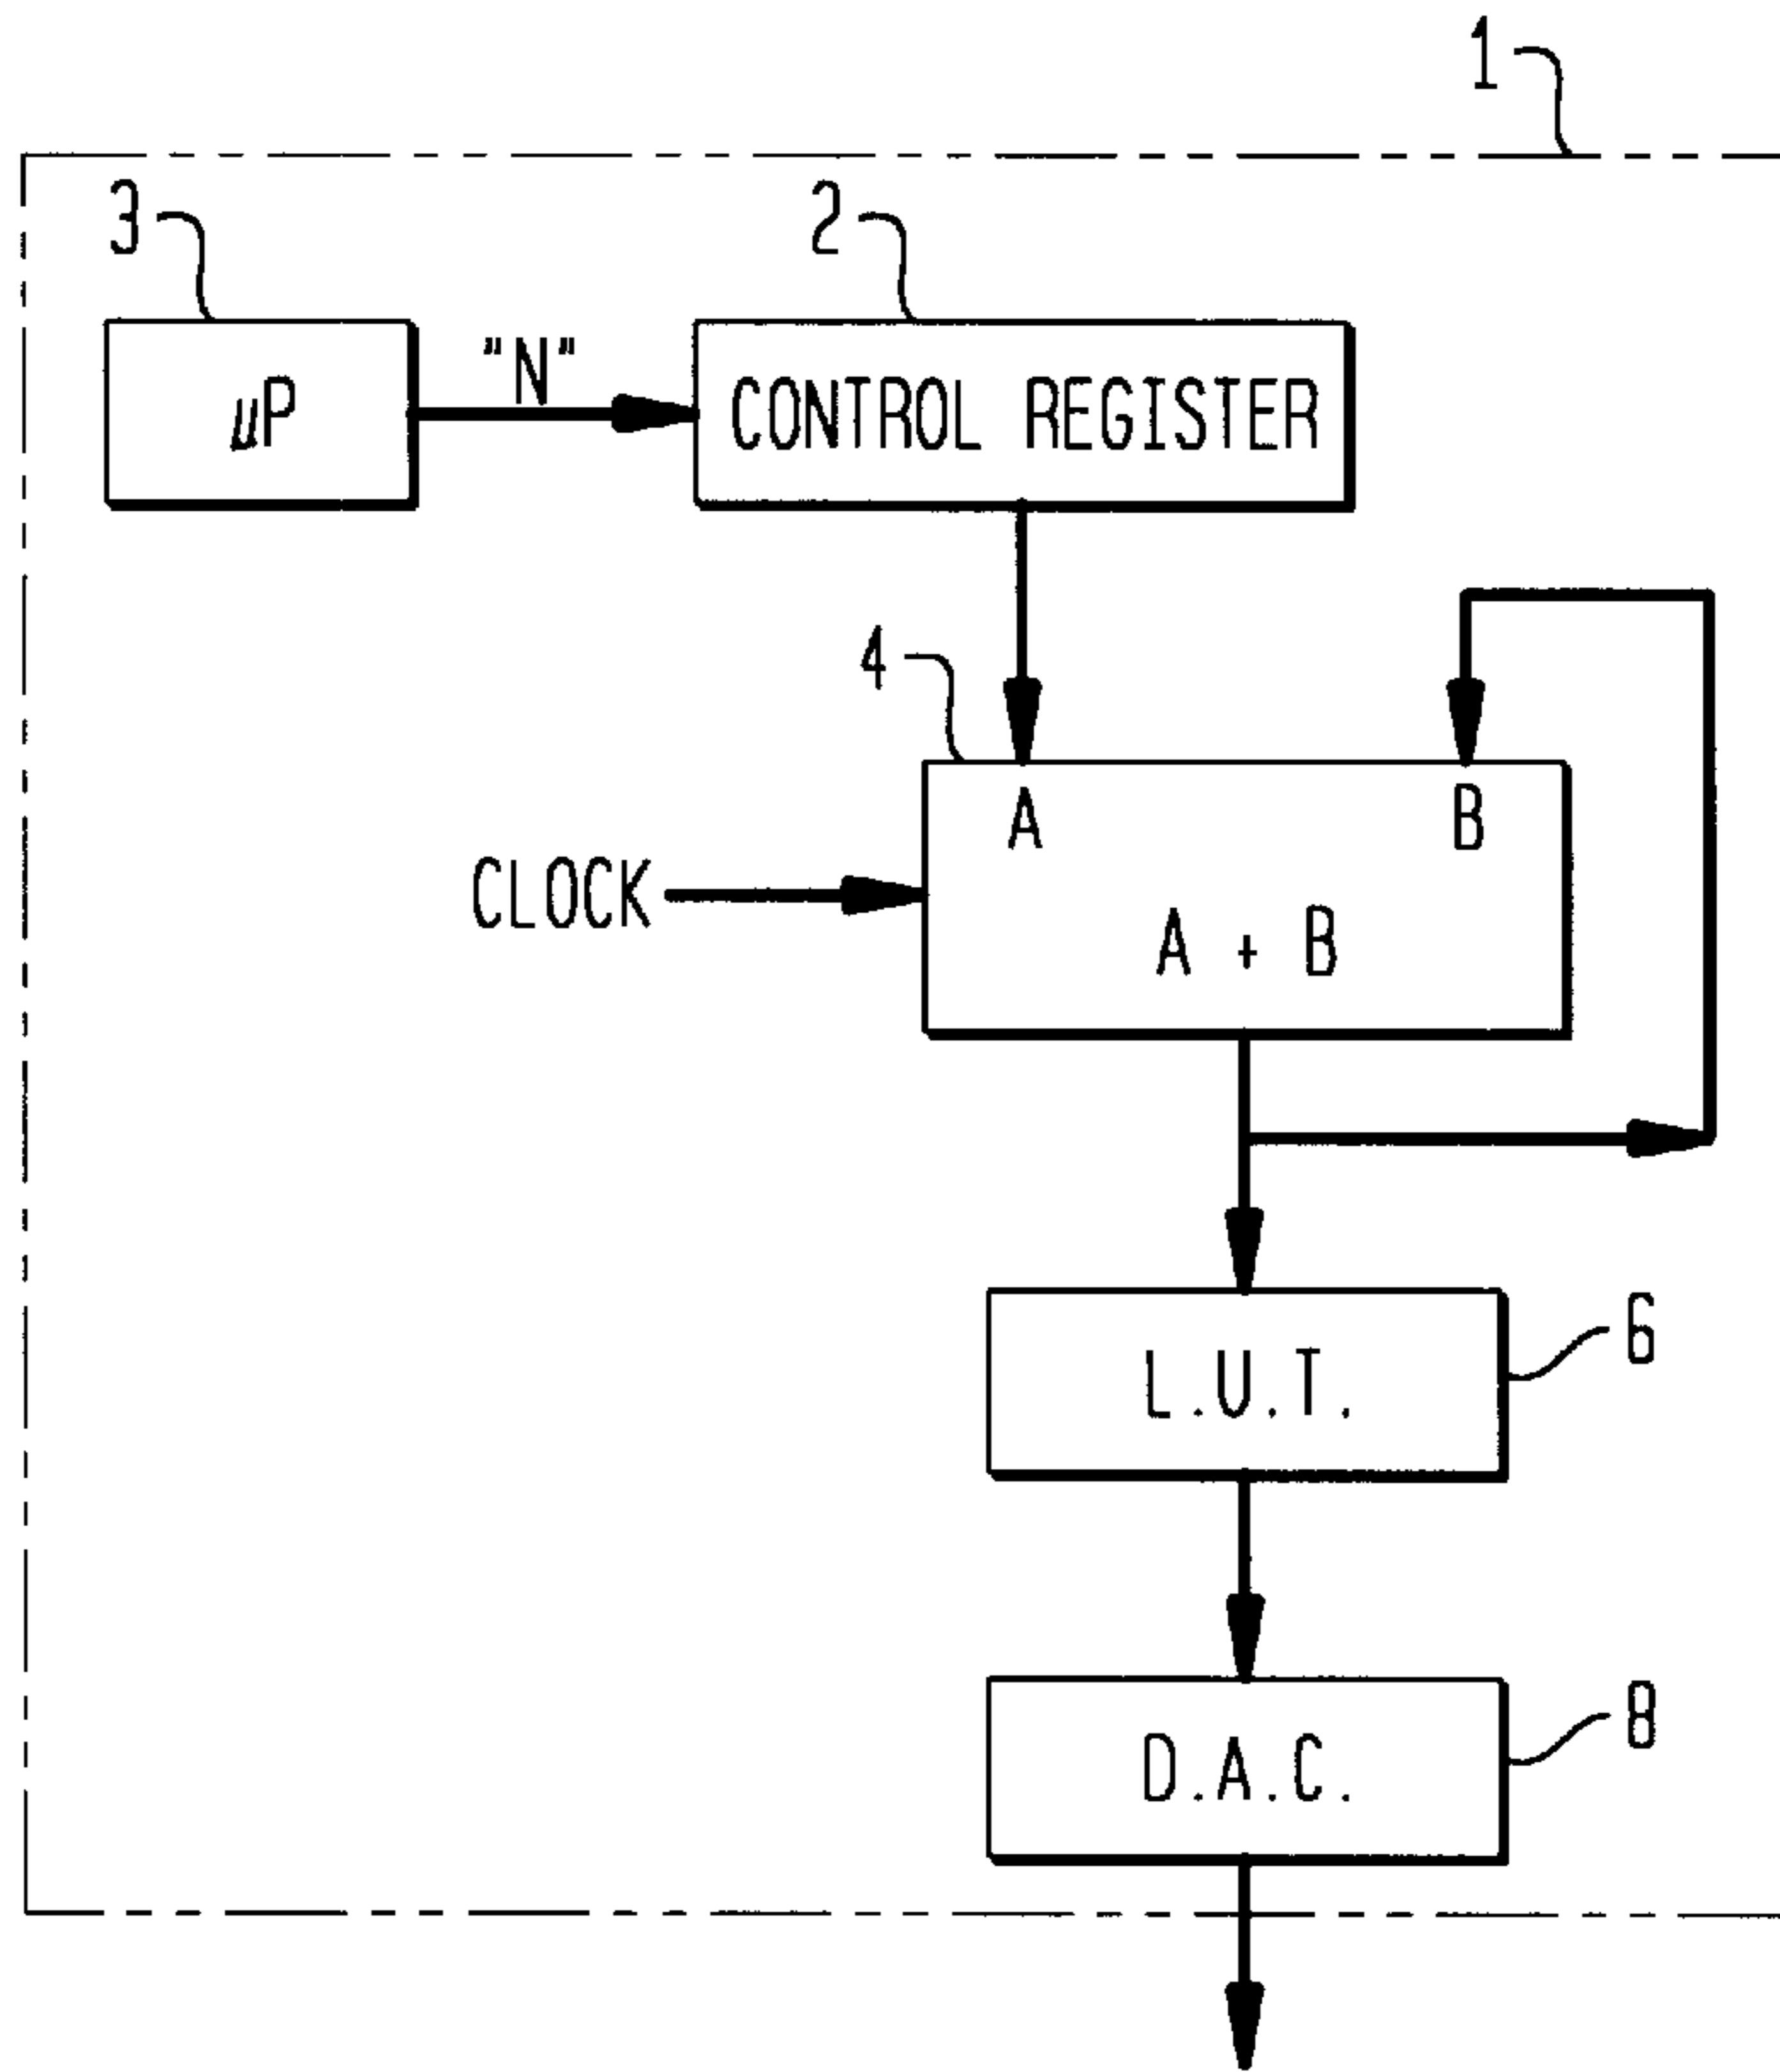 1
3
2
µP
"N"
CONTROL REGISTER
4
A
B
CLOCK
A + B
L.U.T.
6
D.A.C.
8